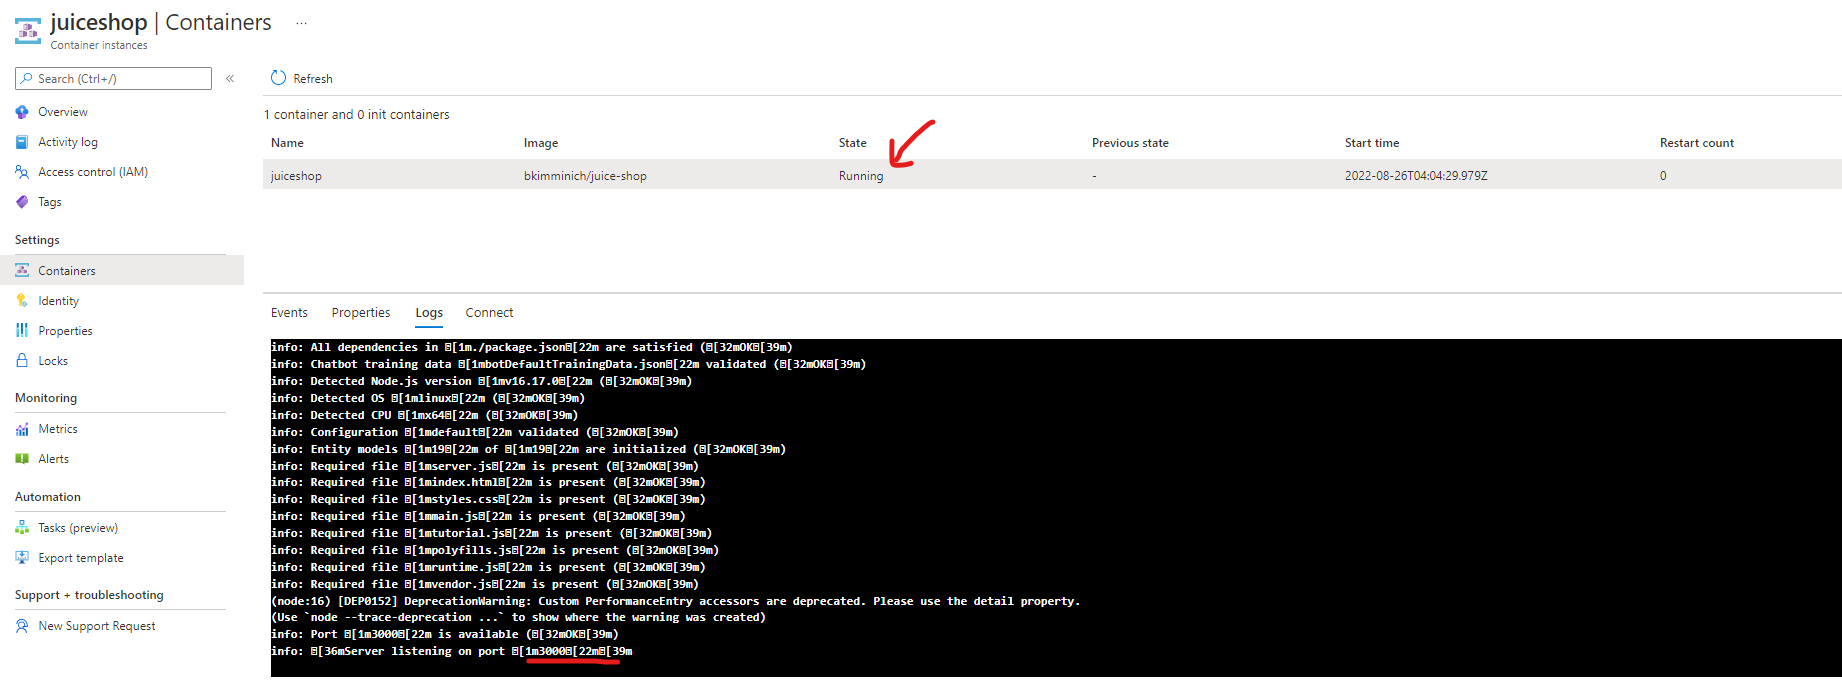 juiceshop | Containers ...
Container instances
Search (Ctrl+/)
«
Refresh
Overview
Activity log
Access control (IAM)
Tags
Settings
Containers
Identity
Properties
Locks
Monitoring
Metrics
Alerts
Automation
Tasks (preview)
Export template
Support + troubleshooting
New Support Request
1 container and 0 init containers
Name Image State Previous state Start time Restart count
juiceshop bkimminich/juice-shop Running - 2022-08-26T04:04:29.979Z 0
Events Properties Logs Connect
info: All dependencies in �[1m./package.json�[22m are satisfied (�[32mOK�[39m)
info: Chatbot training data �[1mbotDefaultTrainingData.json�[22m validated (�[32mOK�[39m)
info: Detected Node.js version �[1mv16.17.0�[22m (�[32mOK�[39m)
info: Detected OS �[1mlinux�[22m (�[32mOK�[39m)
info: Detected CPU �[1mx64�[22m (�[32mOK�[39m)
info: Configuration �[1mdefault�[22m validated (�[32mOK�[39m)
info: Entity models �[1m19�[22m of �[1m19�[22m are initialized (�[32mOK�[39m)
info: Required file �[1mserver.js�[22m is present (�[32mOK�[39m)
info: Required file �[1mindex.html�[22m is present (�[32mOK�[39m)
info: Required file �[1mstyles.css�[22m is present (�[32mOK�[39m)
info: Required file �[1mmain.js�[22m is present (�[32mOK�[39m)
info: Required file �[1mtutorial.js�[22m is present (�[32mOK�[39m)
info: Required file �[1mpolyfills.js�[22m is present (�[32mOK�[39m)
info: Required file �[1mruntime.js�[22m is present (�[32mOK�[39m)
info: Required file �[1mvendor.js�[22m is present (�[32mOK�[39m)
(node:16) [DEP0152] DeprecationWarning: Custom PerformanceEntry accessors are deprecated. Please use the detail property.
(Use `node --trace-deprecation ...` to show where the warning was created)
info: Port �[1m3000�[22m is available (�[32mOK�[39m)
info: �[36mServer listening on port �[1m3000�[22m�[39m